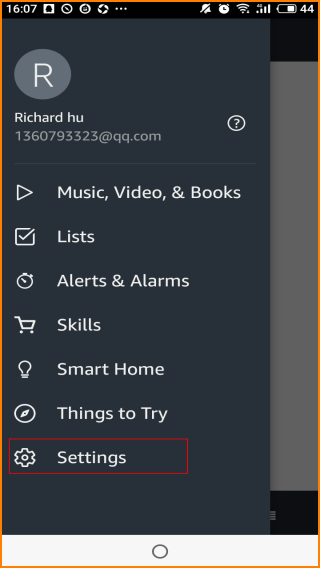 16:07 44
R
Richard hu
1360793323@qq.com
Music, Video, & Books
Lists
Alerts & Alarms
Skills
Smart Home
Things to Try
Settings